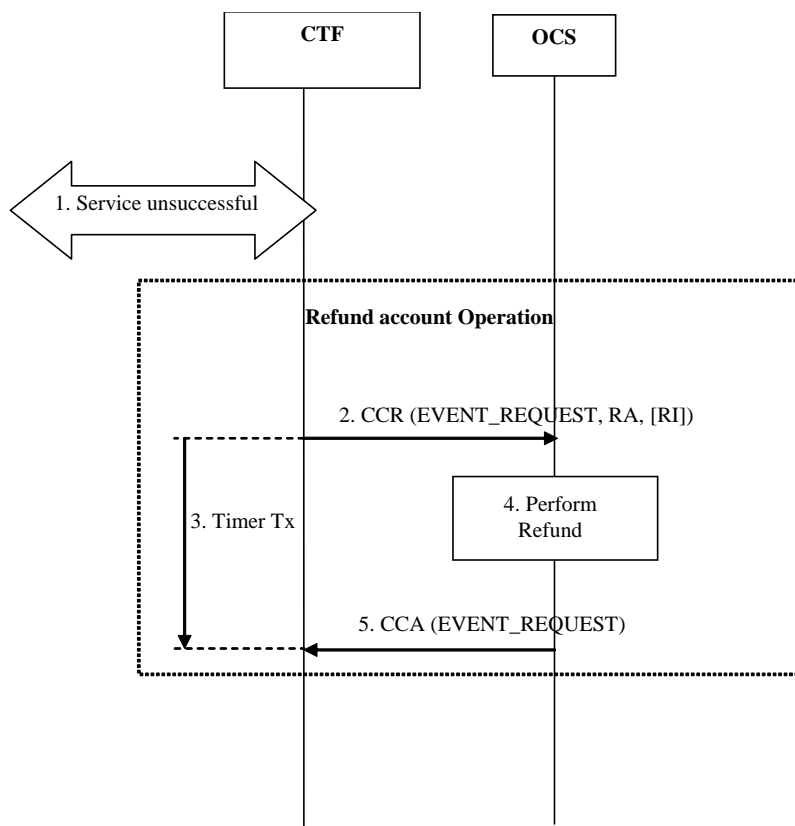 CTF
OCS
1. Service unsuccessful
Refund account Operation
2. CCR (EVENT_REQUEST, RA, [RI])
3. Timer Tx
4. Perform
Refund
5. CCA (EVENT_REQUEST)